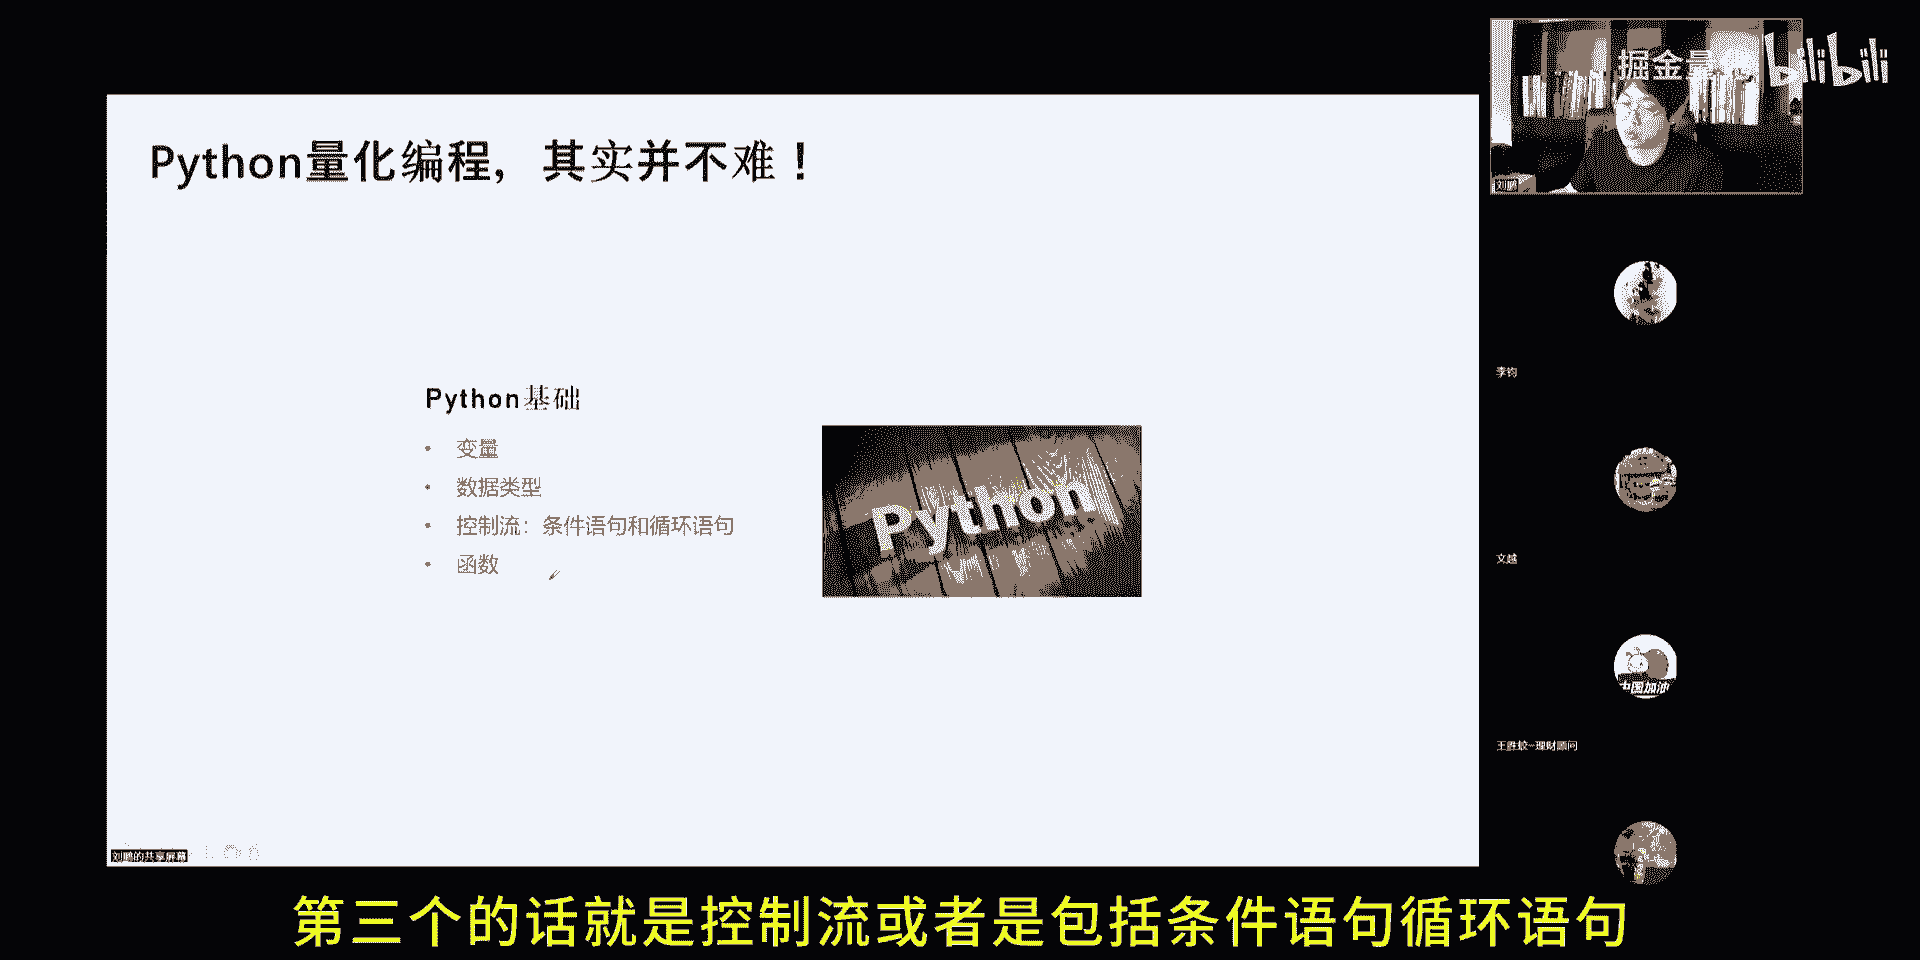 掘金量
bilibili
刘鹏
Python量化编程，其实并不难！
Python基础
• 变量
• 数据类型
• 控制流：条件语句和循环语句
• 函数
Python
李钧
文越
中国加油
理财顾问
刘鹏的共享屏幕
第三个的话就是控制流或者是包括条件语句循环语句